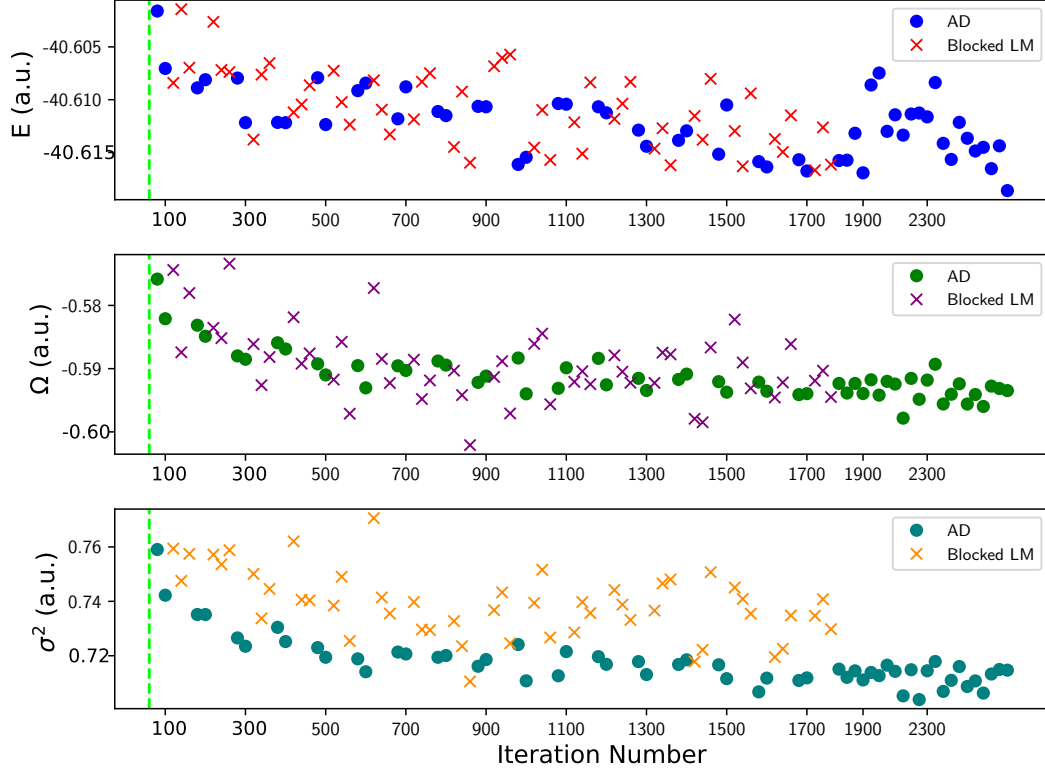 E (a.u.)
-40.605
-40.610
-40.615
AD
Blocked LM
100 300 500 700 900 1100 1300 1500 1700 1900 2300
Ω (a.u.)
-0.58
-0.59
-0.60
AD
Blocked LM
100 300 500 700 900 1100 1300 1500 1700 1900 2300
σ² (a.u.)
0.76
0.74
0.72
AD
Blocked LM
100 300 500 700 900 1100 1300 1500 1700 1900 2300
Iteration Number